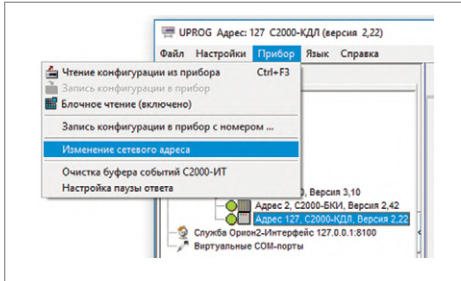 UPROG Адрес: 127 С2000-КДЛ (версия 2,22)
Файл Настройки Прибор Язык Справка
Чтение конфигурации из прибора Ctrl+F3
Запись конфигурации в прибор
Блочное чтение (включено)
Запись конфигурации в прибор с номером ...
Изменение сетевого адреса
Очистка буфера событий С2000-ИТ
Настройка паузы ответа
0, Версия 3,10
Адрес 2, С2000-БКИ, Версия 2,42
Адрес 127, С2000-КДЛ, Версия 2.22
Служба Орион2-Интерфейс 127.0.0.1:8100
Виртуальные COM-порты